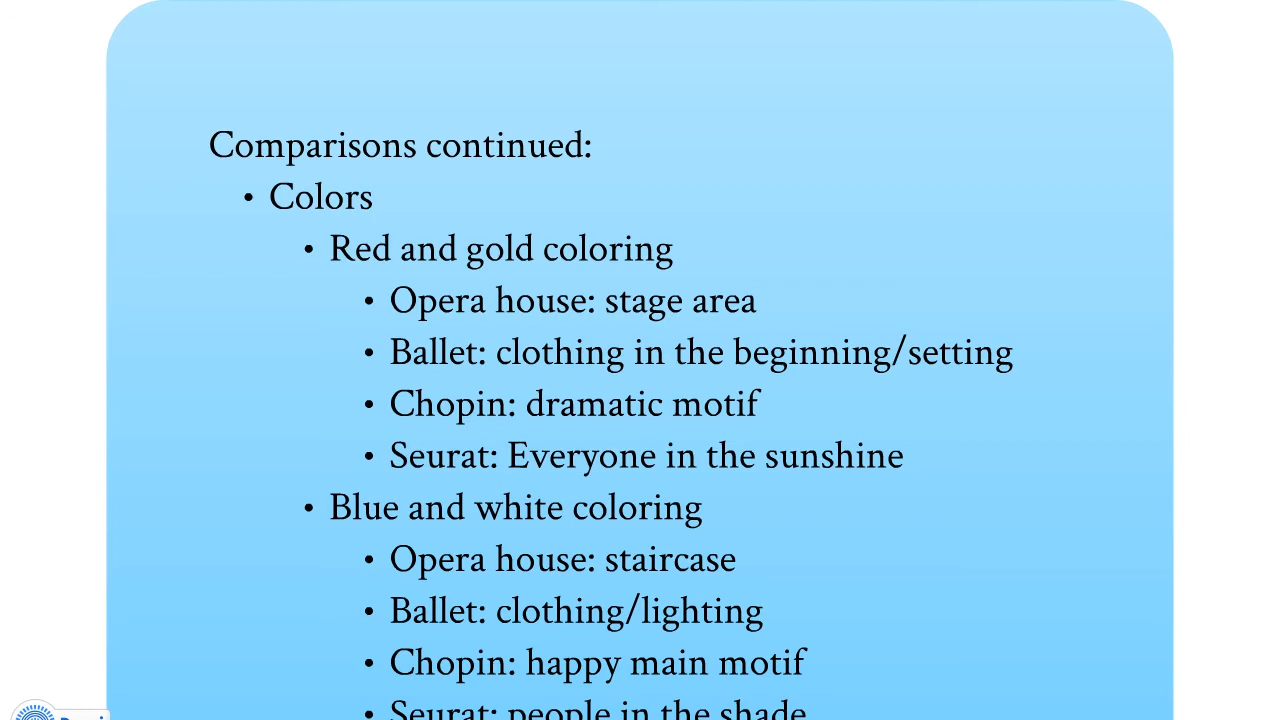 Comparisons continued:
• Colors
• Red and gold coloring
• Opera house: stage area
• Ballet: clothing in the beginning/setting
• Chopin: dramatic motif
• Seurat: Everyone in the sunshine
• Blue and white coloring
• Opera house: staircase
• Ballet: clothing/lighting
• Chopin: happy main motif
• Seurat: people in the shade